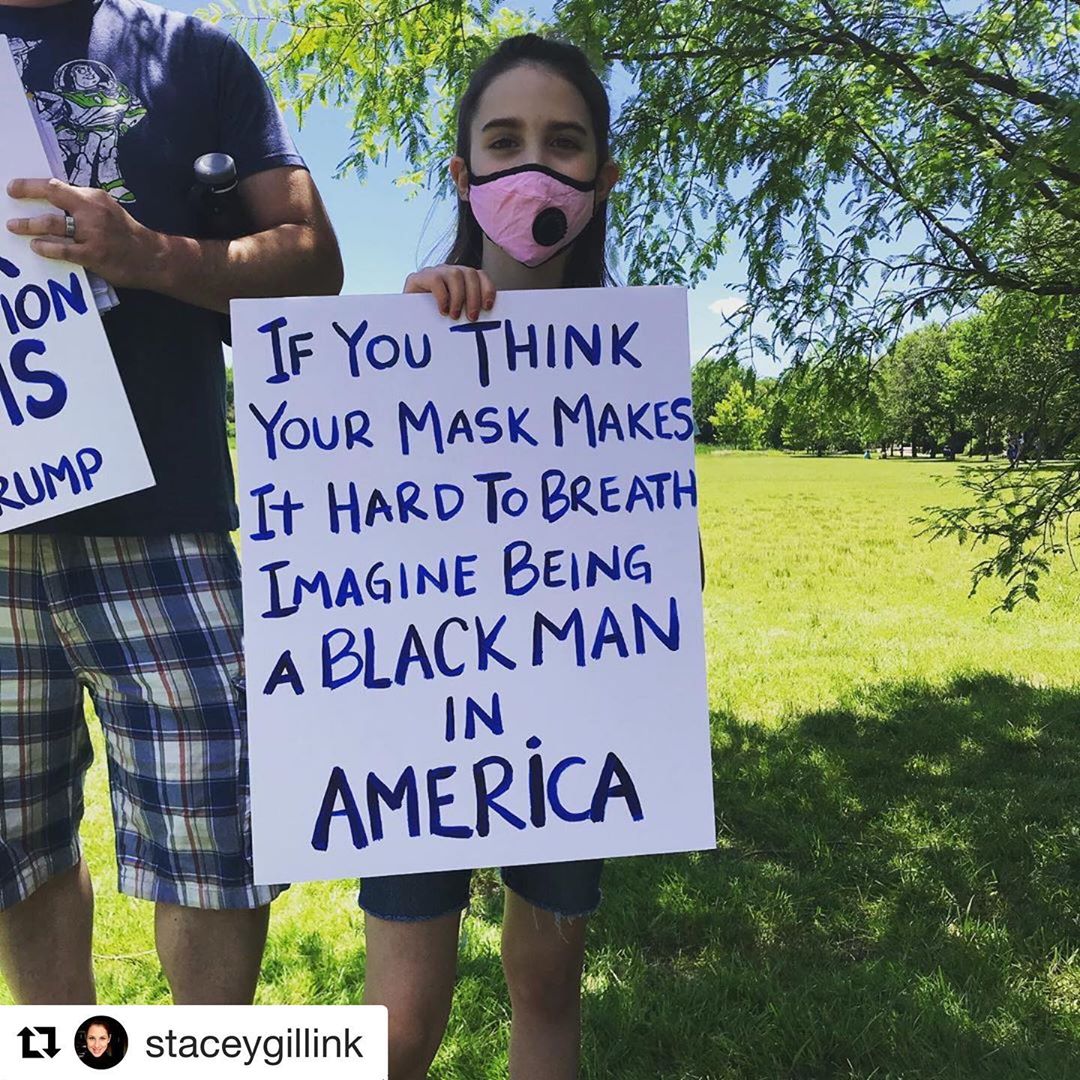 ION
IS
RUMP
IF YOU THINK
YOUR MASK MAKES
It HARD TO BREATH
IMAGINE BEING
A BLACK MAN
IN
AMERiCA
staceygillink